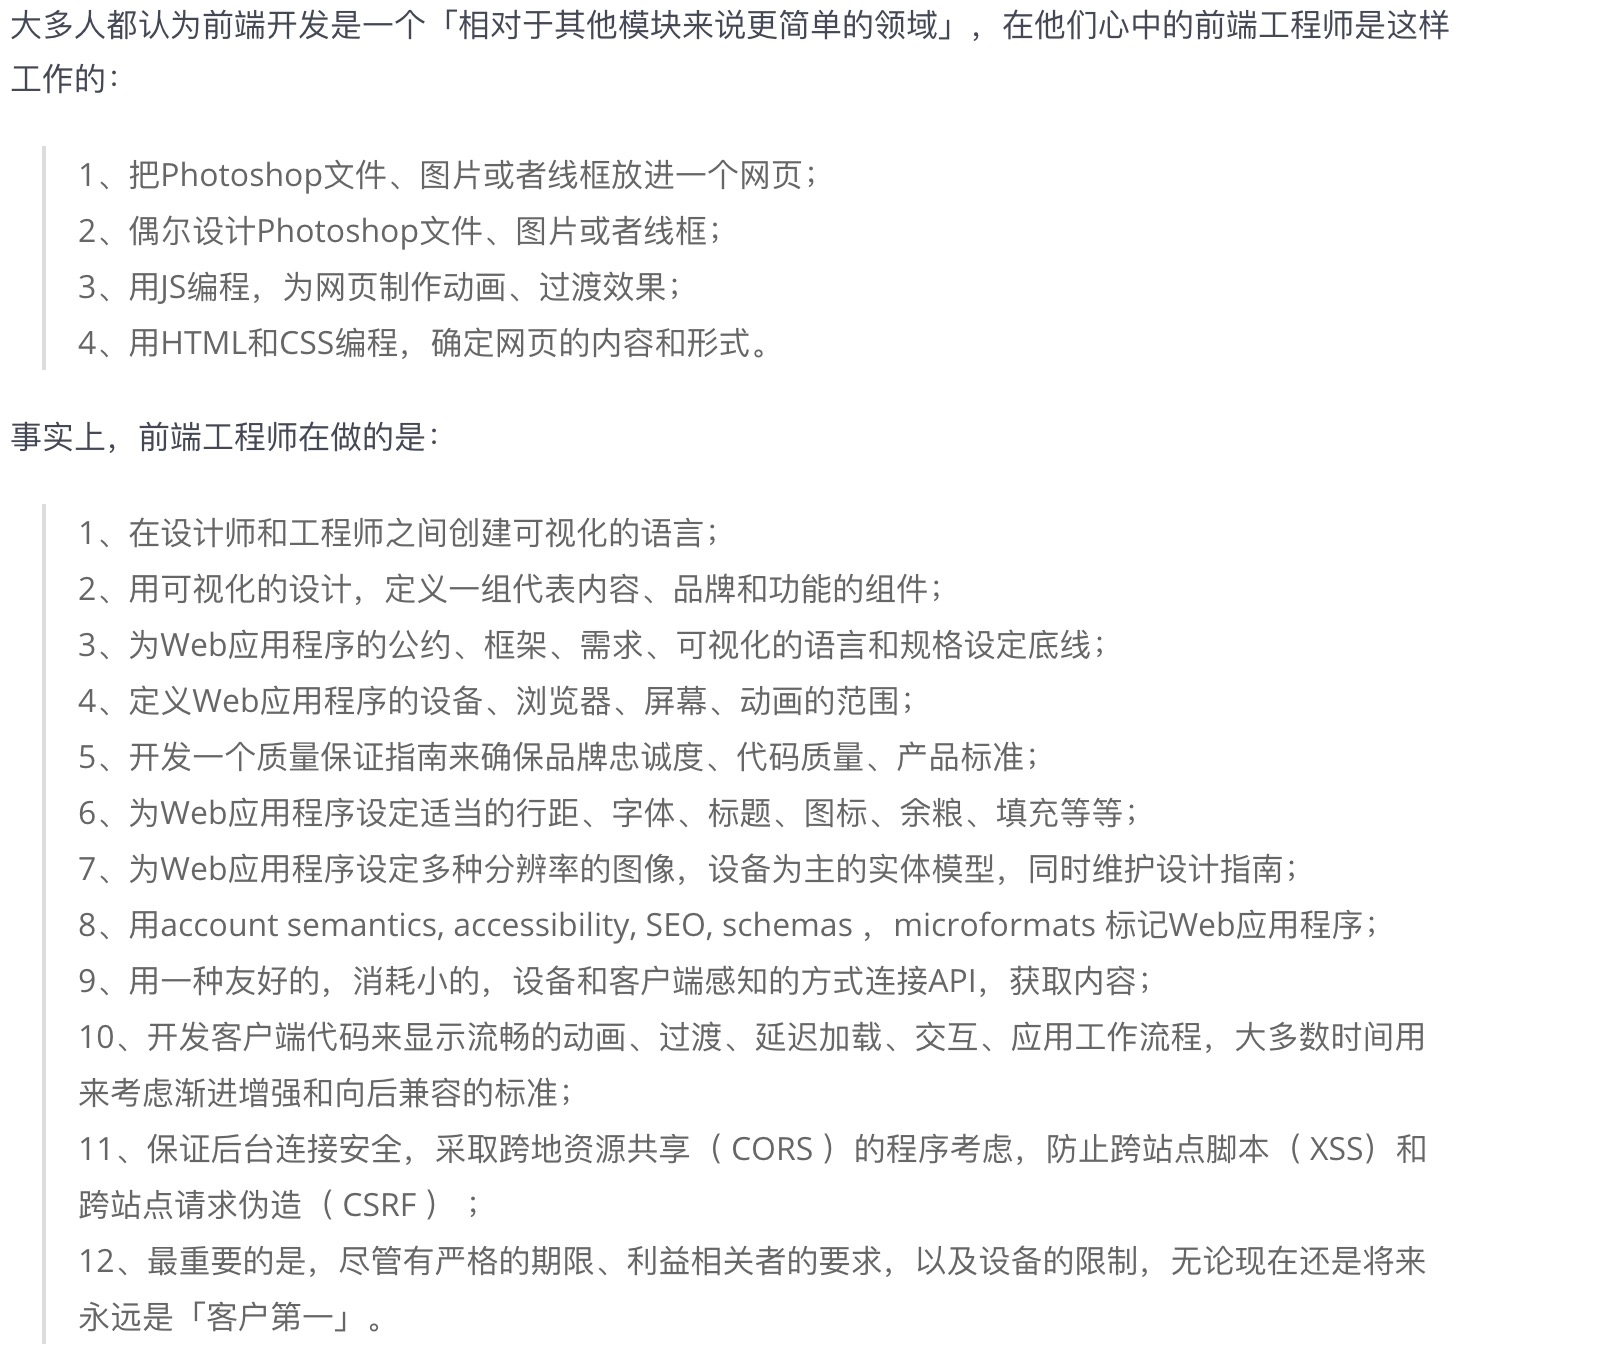 大多人都认为前端开发是一个「相对于其他模块来说更简单的领域」，在他们心中的前端工程师是这样
工作的：
1、把Photoshop文件、图片或者线框放进一个网页；
2、偶尔设计Photoshop文件、图片或者线框；
3、用JS编程，为网页制作动画、过渡效果；
4、用HTML和CSS编程，确定网页的内容和形式。
事实上，前端工程师在做的是：
1、在设计师和工程师之间创建可视化的语言；
2、用可视化的设计，定义一组代表内容、品牌和功能的组件；
3、为Web应用程序的公约、框架、需求、可视化的语言和规格设定底线；
4、定义Web应用程序的设备、浏览器、屏幕、动画的范围；
5、开发一个质量保证指南来确保品牌忠诚度、代码质量、产品标准；
6、为Web应用程序设定适当的行距、字体、标题、图标、余粮、填充等等；
7、为Web应用程序设定多种分辨率的图像，设备为主的实体模型，同时维护设计指南；
8、用account semantics, accessibility, SEO, schemas ，microformats 标记Web应用程序；
9、用一种友好的，消耗小的，设备和客户端感知的方式连接API，获取内容；
10、开发客户端代码来显示流畅的动画、过渡、延迟加载、交互、应用工作流程，大多数时间用
来考虑渐进增强和向后兼容的标准；
11、保证后台连接安全，采取跨地资源共享（ CORS ）的程序考虑，防止跨站点脚本（ XSS）和
跨站点请求伪造（ CSRF ） ；
12、最重要的是，尽管有严格的期限、利益相关者的要求，以及设备的限制，无论现在还是将来
永远是「客户第一」。